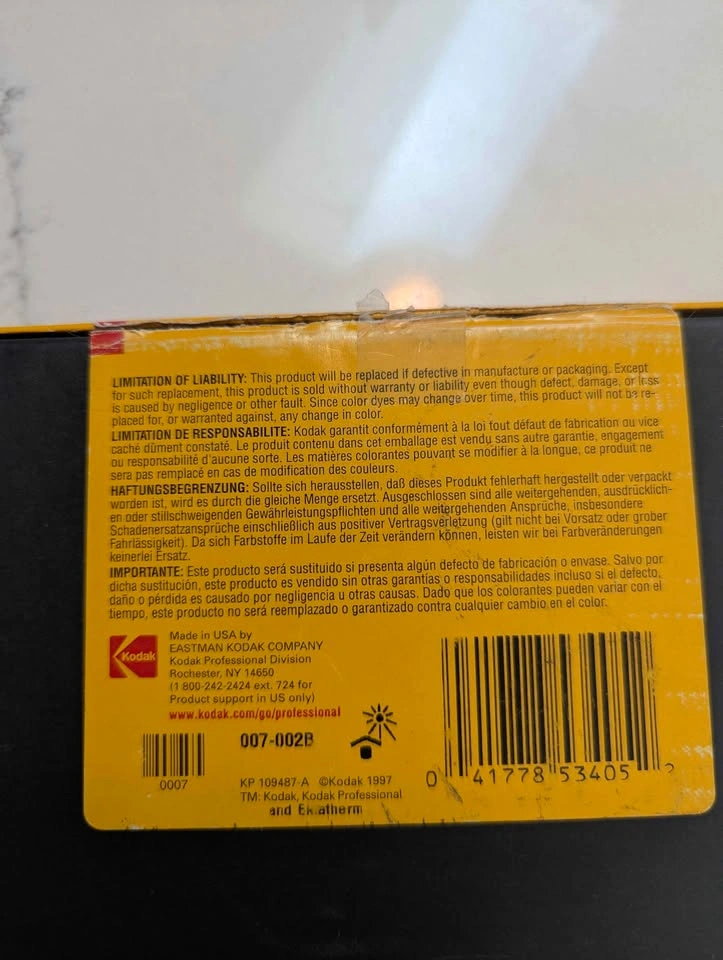 LIMITATION OF LIABILITY: This product will be replaced if defective in manufacture or packaging. Except
for such replacement, this product is sold without warranty or liability even though defect, damage, or loss
is caused by negligence or other fault. Since color dyes may change over time, this product will not be re-
placed for, or warranted against, any change in color.
LIMITATION DE RESPONSABILITE: Kodak garantit conformément à la loi tout défaut de fabrication ou vice
caché dûment constaté. Le produit contenu dans cet emballage est vendu sans autre garantie, engagement
ou responsabilité d'aucune sorte. Les matières colorantes pouvant se modifier à la longue, ce produit ne
sera pas remplacé en cas de modification des couleurs.
HAFTUNGSBEGRENZUNG: Sollte sich herausstellen, daß dieses Produkt fehlerhaft hergestellt oder verpackt
worden ist, wird es durch die gleiche Menge ersetzt. Ausgeschlossen sind alle weitergehenden, ausdrücklich-
en oder stillschweigenden Gewährleistungspflichten und alle weitergehenden Ansprüche, insbesondere
Schadenersatzansprüche einschließlich aus positiver Vertragsverletzung (gilt nicht bei Vorsatz oder grober
Fahrlässigkeit). Da sich Farbstoffe im Laufe der Zeit verändern können, leisten wir bei Farbveränderungen
keinerlei Ersatz.
IMPORTANTE: Este producto será sustituido si presenta algún defecto de fabricación o envase. Salvo por
dicha sustitución, este producto es vendido sin otras garantías o responsabilidades incluso si el defecto,
daño o pérdida es causado por negligencia u otras causas. Dado que los colorantes pueden variar con el
tiempo, este producto no será reemplazado o garantizado contra cualquier cambio en el color.
Kodak
Made in USA by
EASTMAN KODAK COMPANY
Kodak Professional Division
Rochester, NY 14650
(1 800-242-2424 ext. 724 for
Product support in US only)
www.kodak.com/go/professional
007-002B
0007
KP 109487-A ©Kodak 1997
TM: Kodak, Kodak Professional
and Ektatherm
0 41778 53405